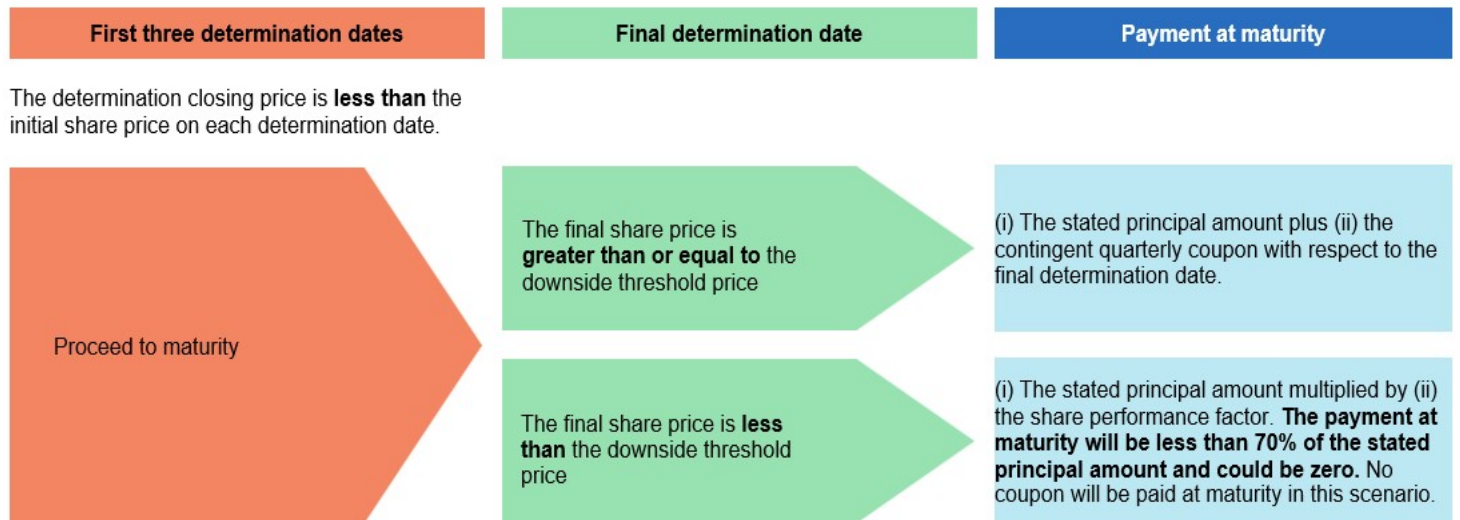 First three determination dates
Final determination date
Payment at maturity
The determination closing price is less than the
initial share price on each determination date.
Proceed to maturity
The final share price is
greater than or equal to the
downside threshold price
(i) The stated principal amount plus (ii) the
contingent quarterly coupon with respect to the
final determination date.
The final share price is less
than the downside threshold
price
(i) The stated principal amount multiplied by (ii)
the share performance factor. The payment at
maturity will be less than 70% of the stated
principal amount and could be zero. No
coupon will be paid at maturity in this scenario.